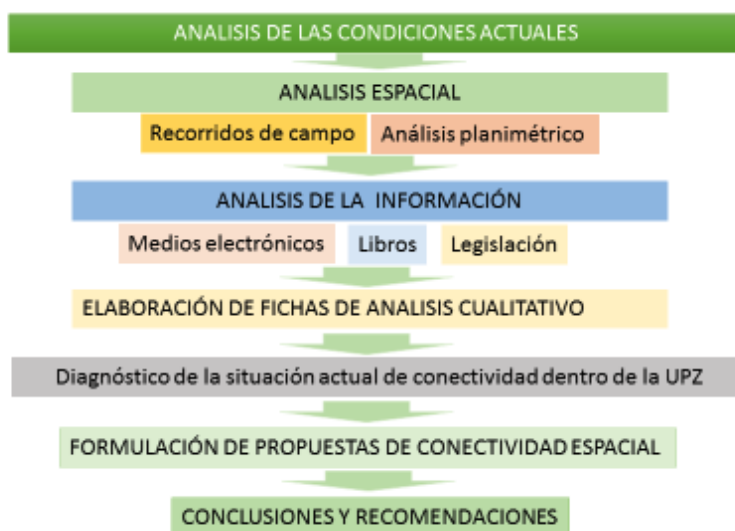 ANALISIS DE LAS CONDICIONES ACTUALES
ANALISIS ESPACIAL
Recorridos de campo
Análisis planimétrico
ANALISIS DE LA INFORMACIÓN
Medios electrónicos
Libros
Legislación
ELABORACIÓN DE FICHAS DE ANALISIS CUALITATIVO
Diagnóstico de la situación actual de conectividad dentro de la UPZ
FORMULACIÓN DE PROPUESTAS DE CONECTIVIDAD ESPACIAL
CONCLUSIONES Y RECOMENDACIONES